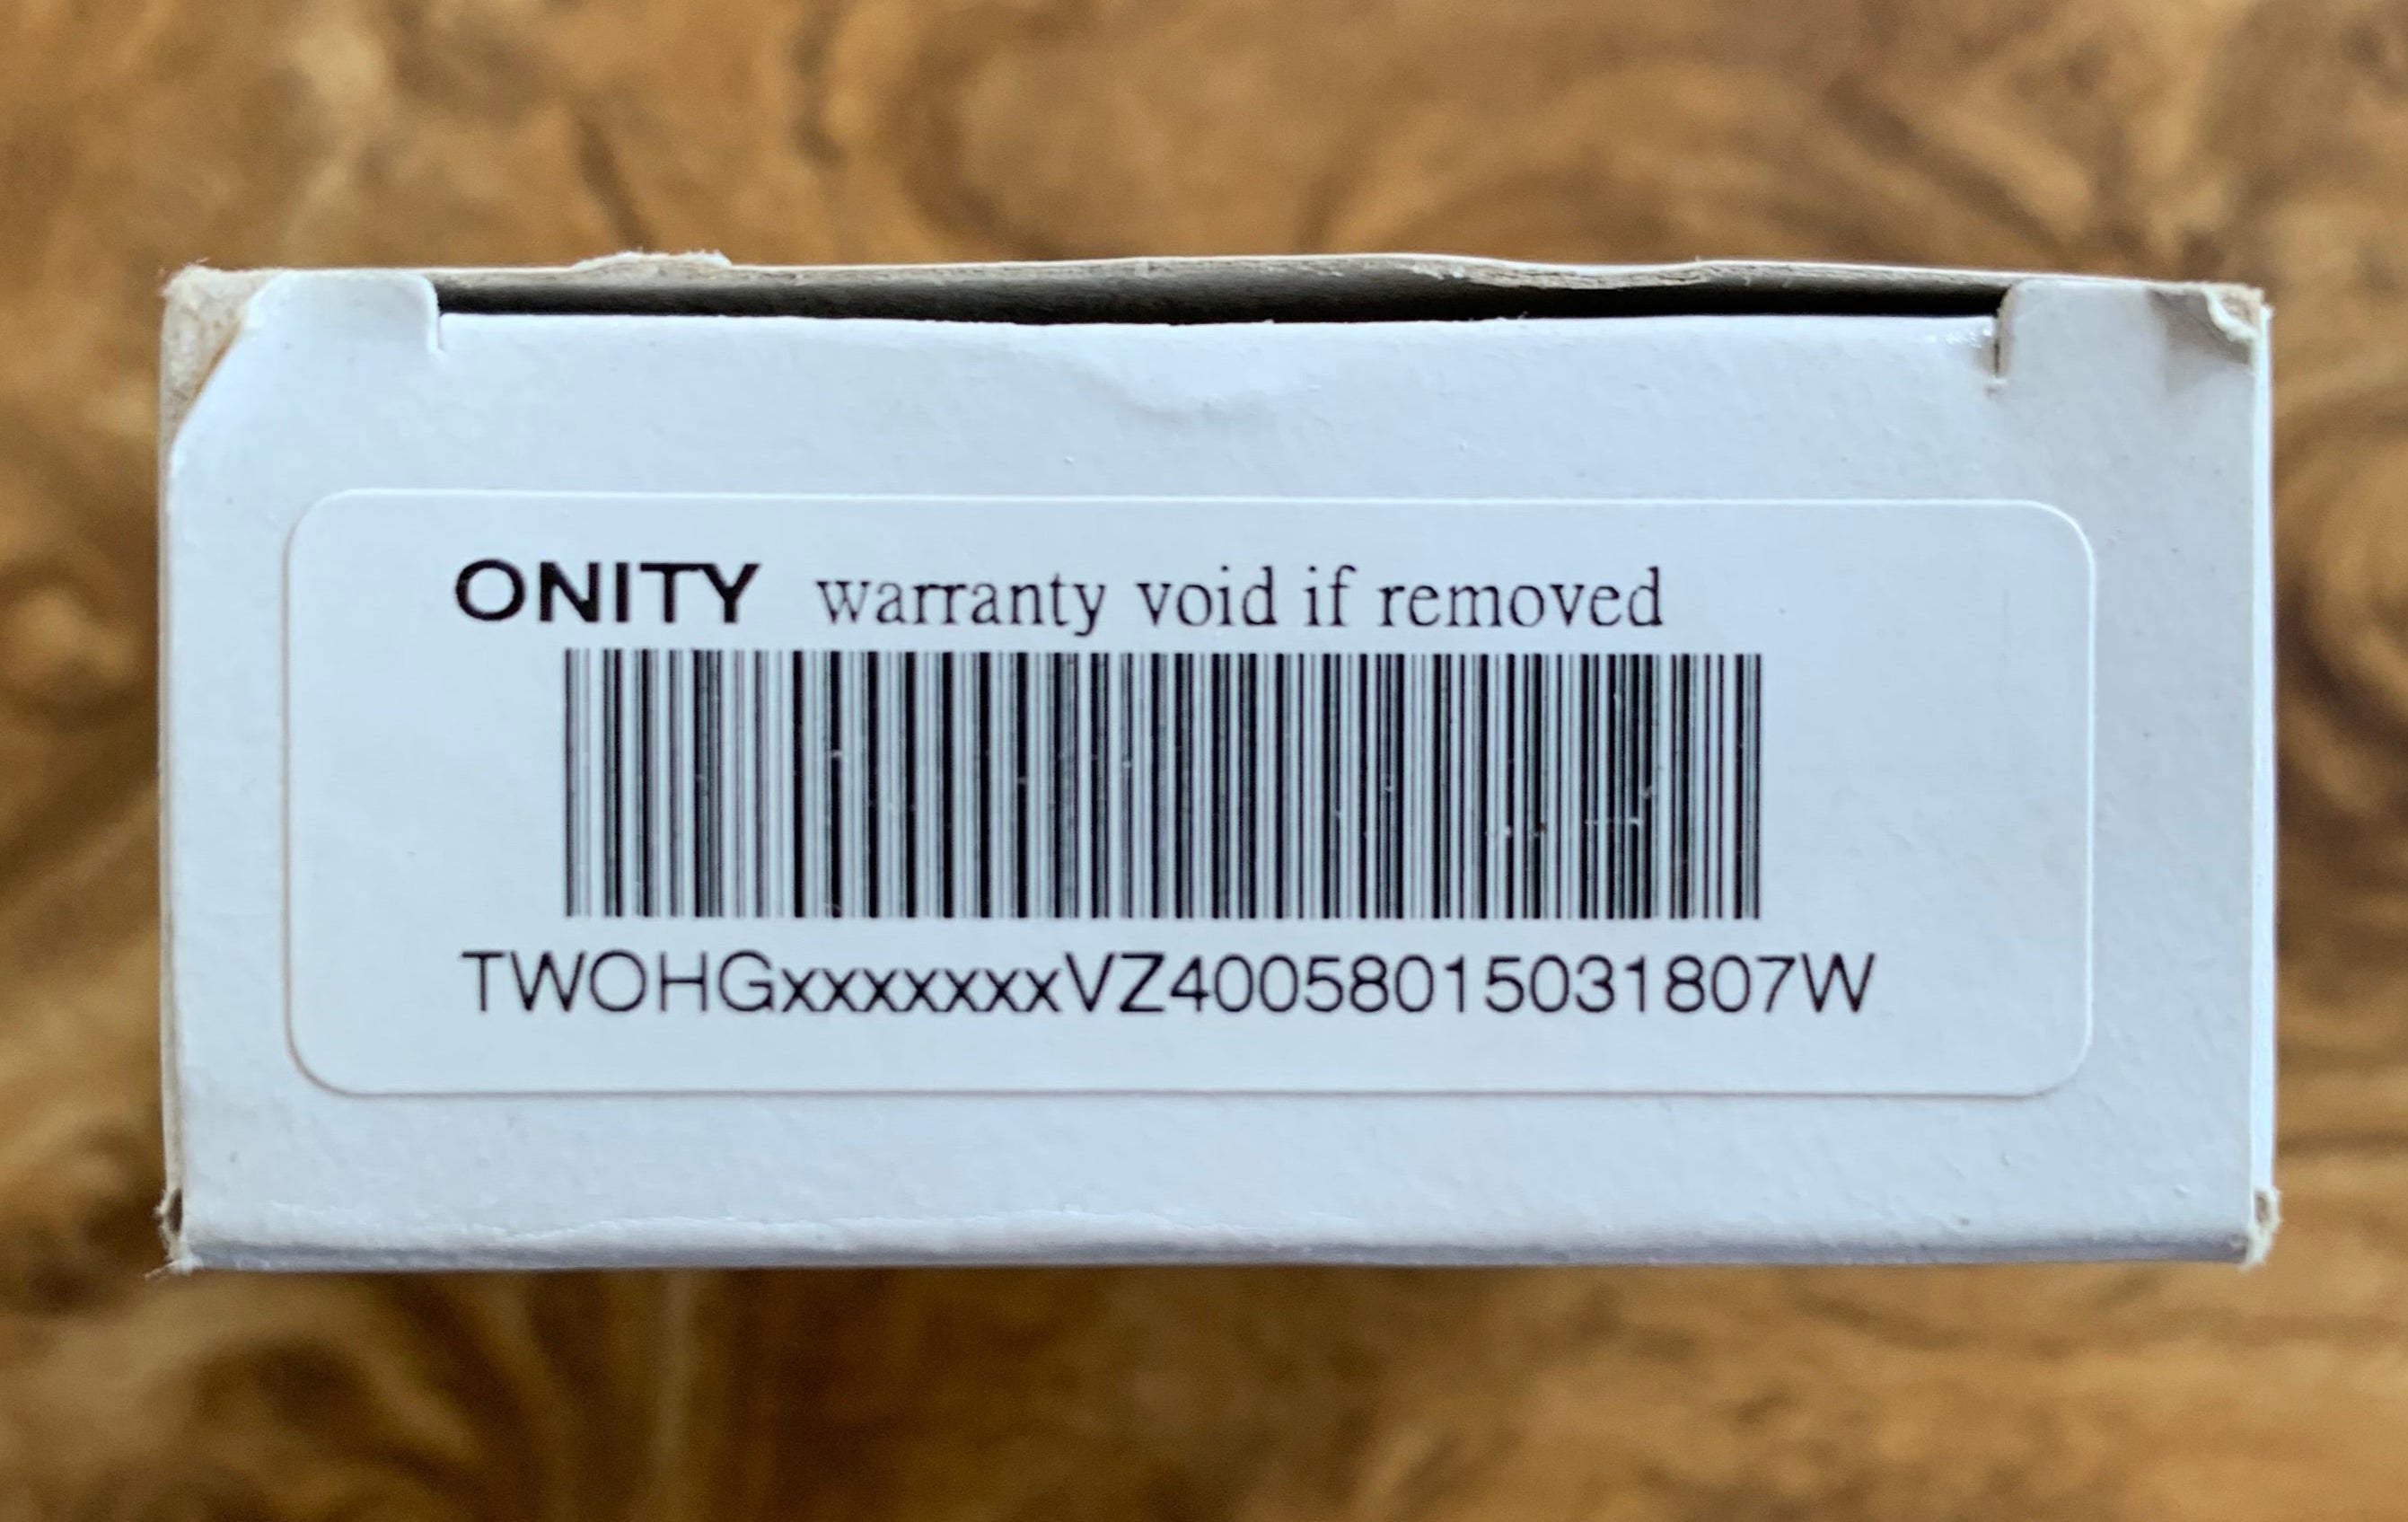 ONITY warranty void if removed
TWOHGxxxxxxxVZ40058015031807W